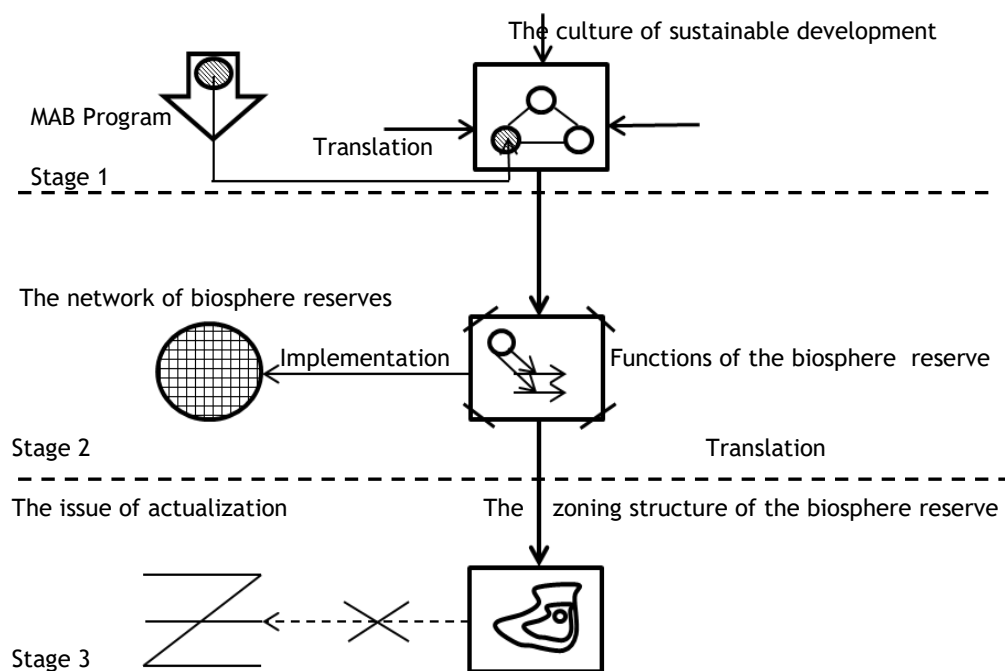 The culture of sustainable development
MAB Program
Translation
Stage 1
The network of biosphere reserves
Implementation
Functions of the biosphere reserve
Stage 2
Translation
The issue of actualization
The zoning structure of the biosphere reserve
Stage 3